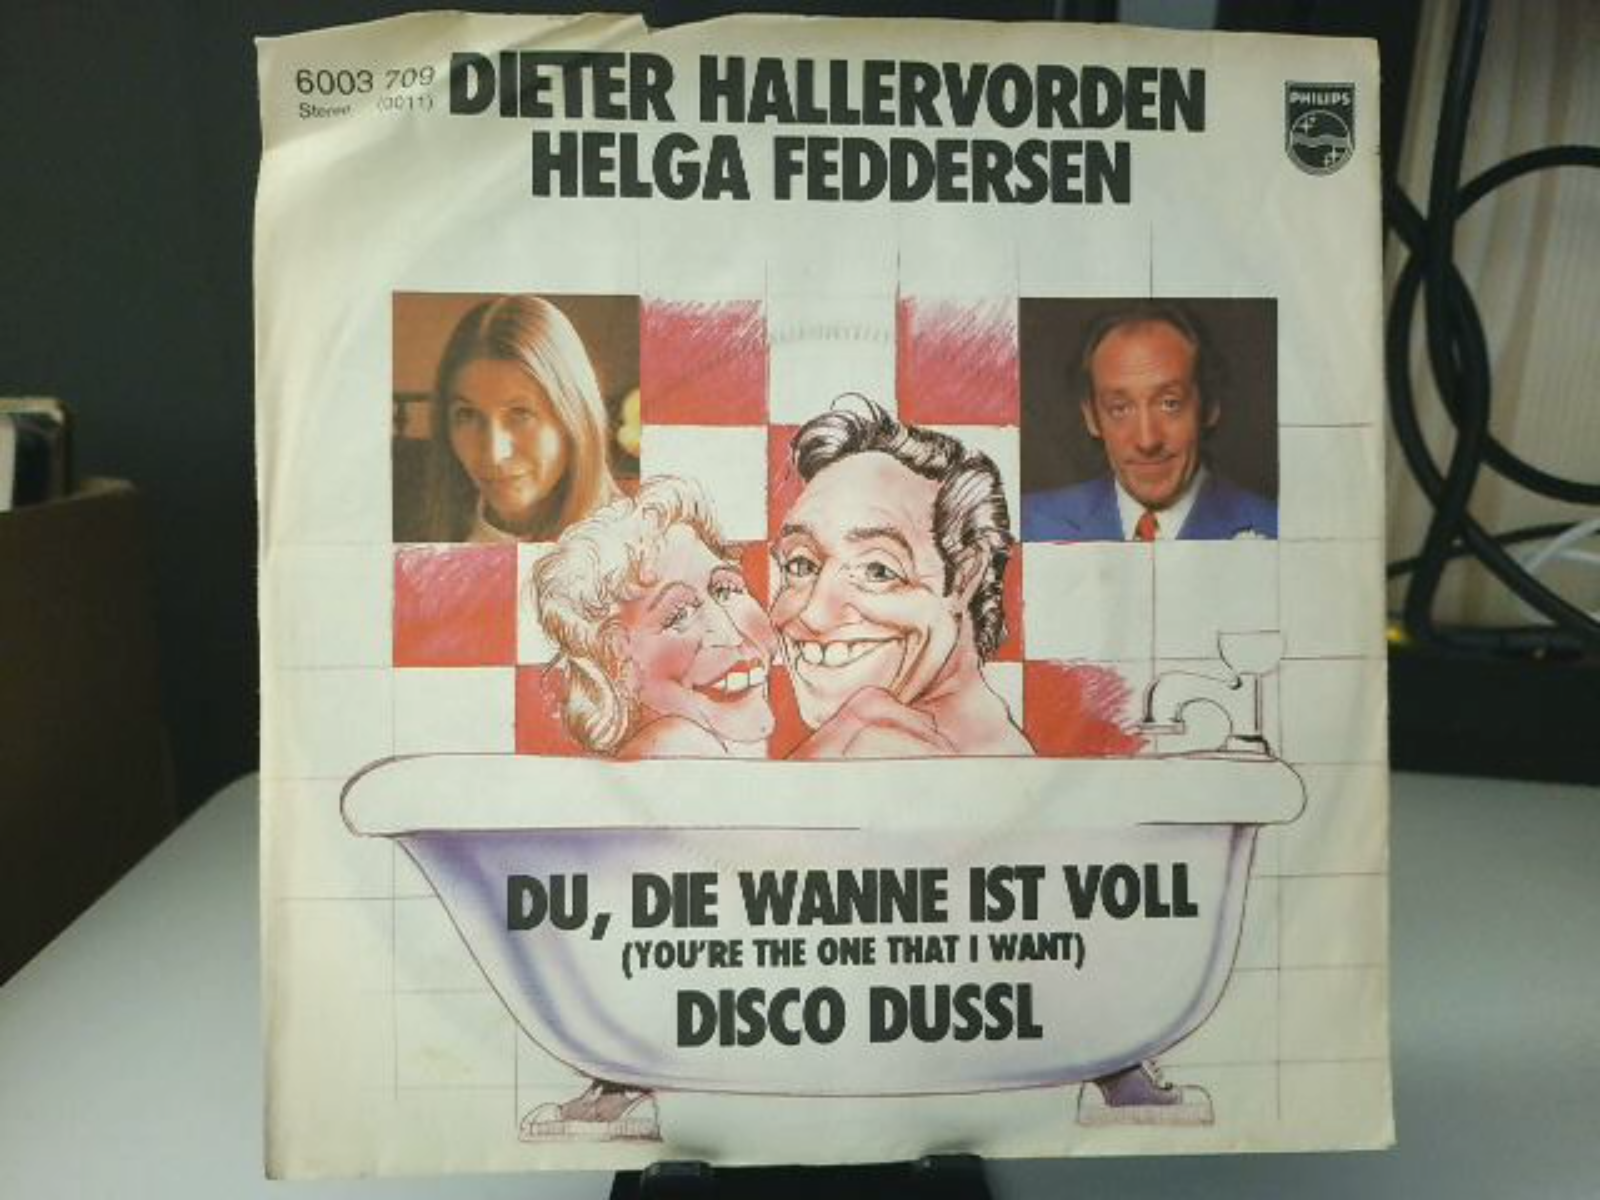 6003 709
Stereo (0011)
DIETER HALLERVORDEN
HELGA FEDDERSEN
PHILIPS
DU, DIE WANNE IST VOLL
(YOU'RE THE ONE THAT I WANT)
DISCO DUSSL